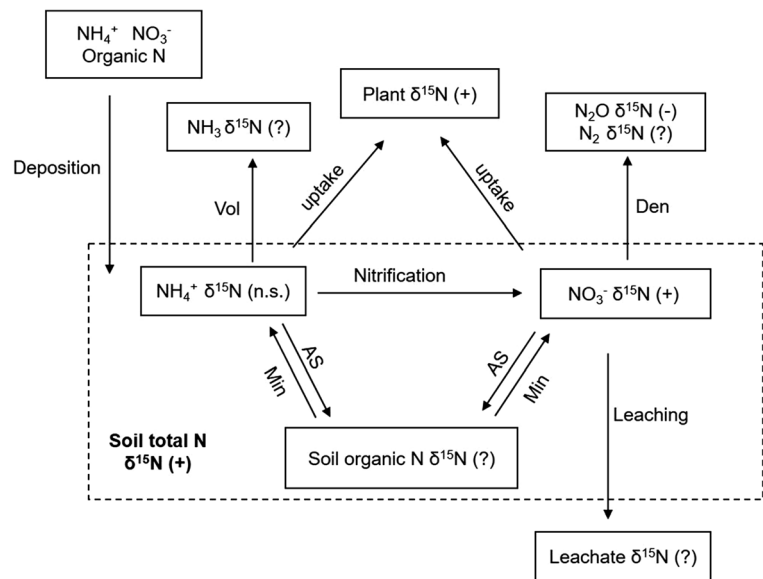 NH₄⁺ NO₃⁻
Organic N
Plant δ¹⁵N (+)
N₂O δ¹⁵N (-)
N₂ δ¹⁵N (?)
NH₃ δ¹⁵N (?)
Deposition
uptake
uptake
Vol
Den
Nitrification
NH₄⁺ δ¹⁵N (n.s.)
NO₃⁻ δ¹⁵N (+)
AS
Min
AS
Min
Leaching
Soil total N
δ¹⁵N (+)
Soil organic N δ¹⁵N (?)
Leachate δ¹⁵N (?)